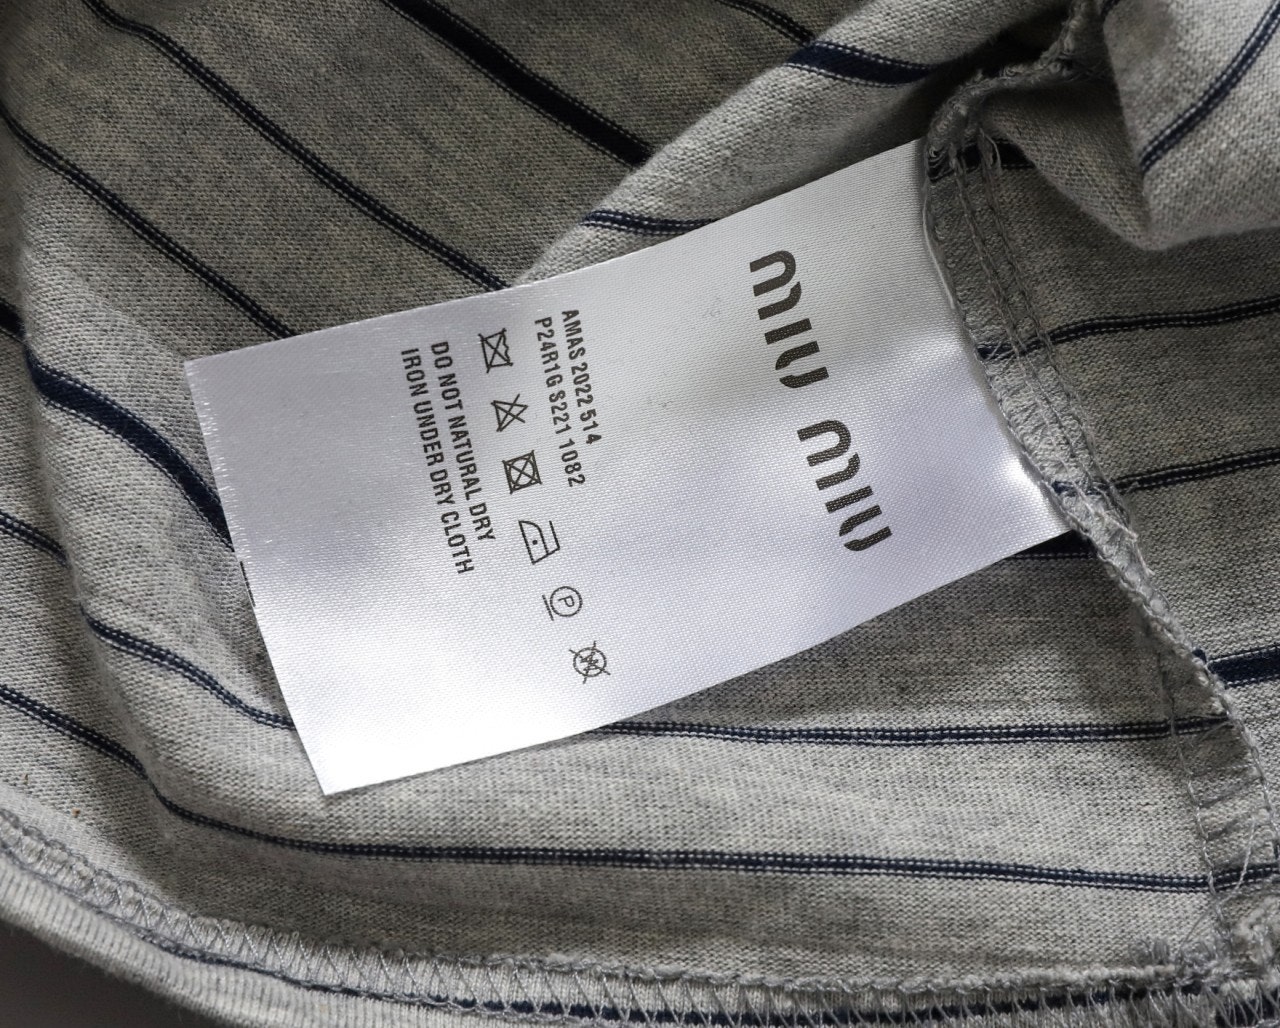 miu miu
AMAS 2022 514
P24R1G S221 1082
P
W
DO NOT NATURAL DRY
IRON UNDER DRY CLOTH